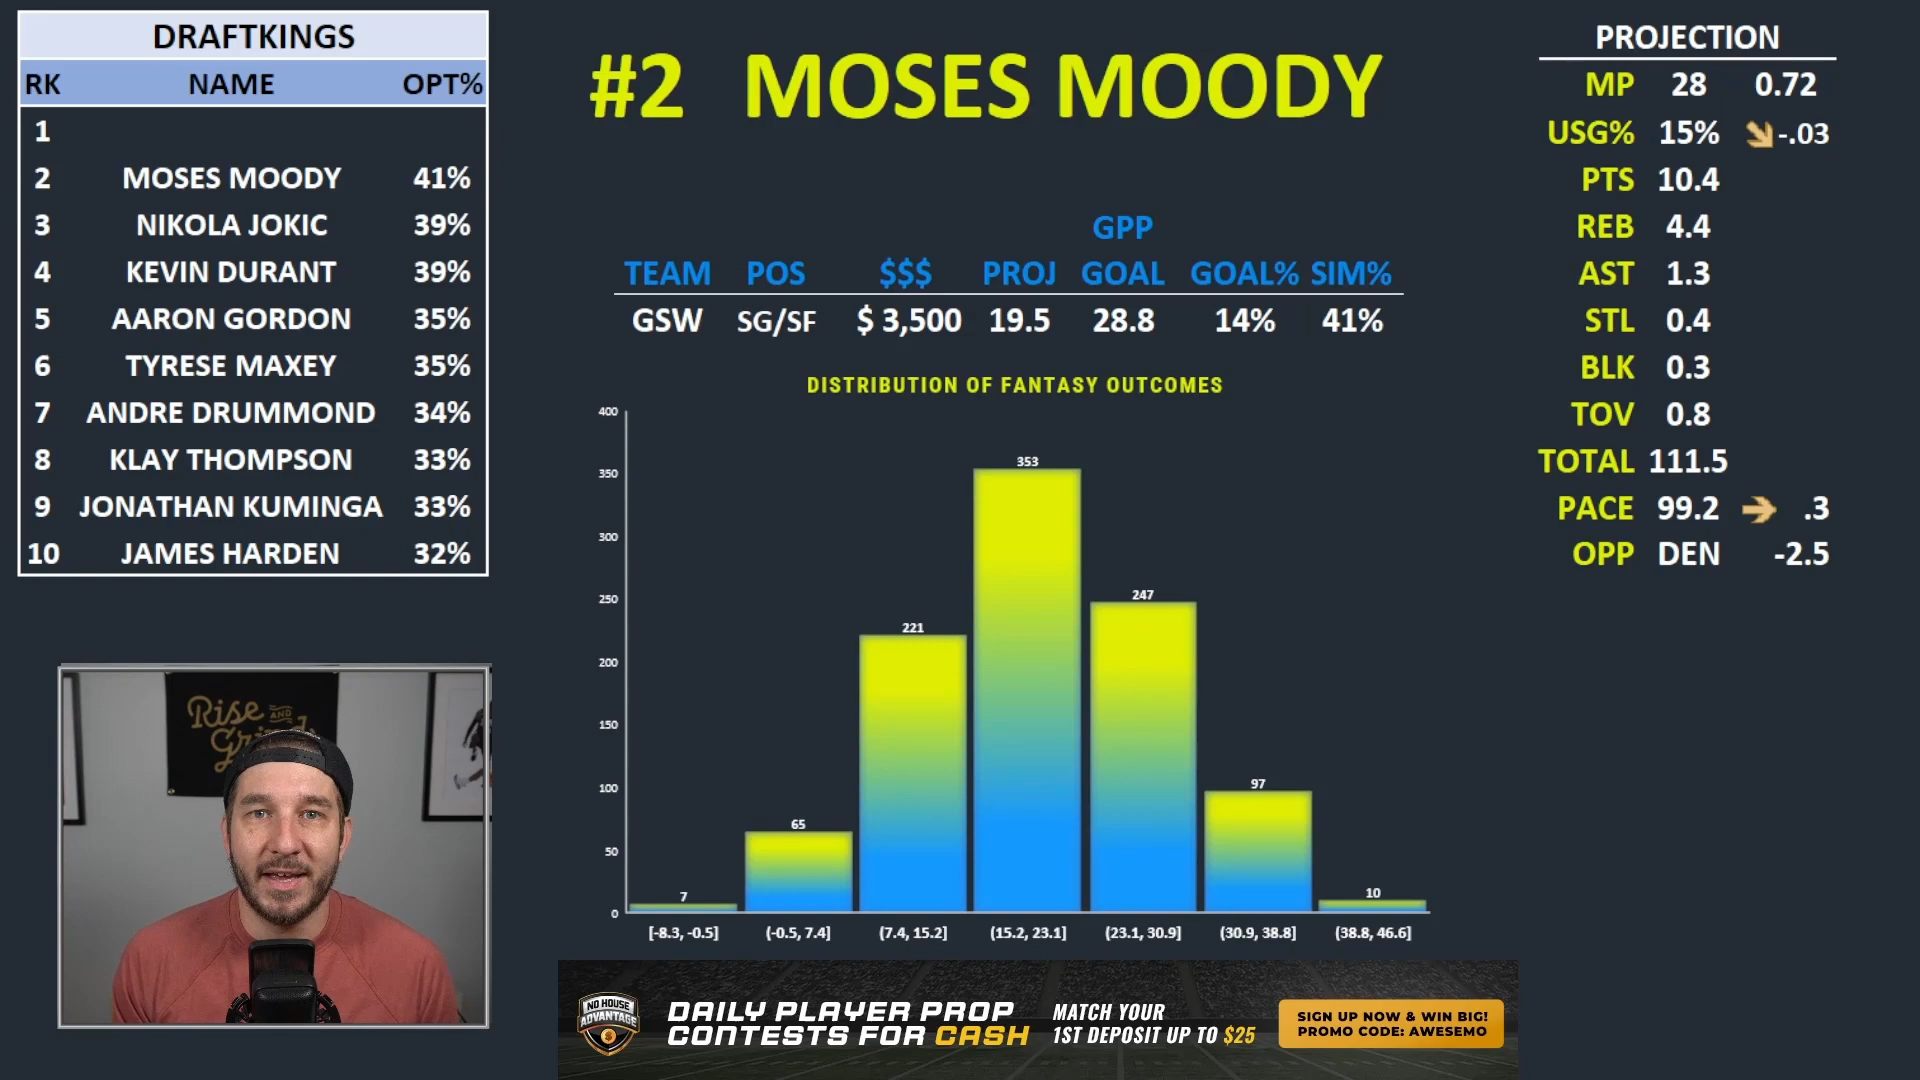 DRAFTKINGS
RK NAME OPT%
1
2 MOSES MOODY 41%
3 NIKOLA JOKIC 39%
4 KEVIN DURANT 39%
5 AARON GORDON 35%
6 TYRESE MAXEY 35%
7 ANDRE DRUMMOND 34%
8 KLAY THOMPSON 33%
9 JONATHAN KUMINGA 33%
10 JAMES HARDEN 32%
#2 MOSES MOODY
GPP
TEAM POS $$$ PROJ GOAL GOAL% SIM%
GSW SG/SF $ 3,500 19.5 28.8 14% 41%
DISTRIBUTION OF FANTASY OUTCOMES
400
350
300
250
200
150
100
50
0
7
65
221
353
247
97
10
[-8.3, -0.5] (-0.5, 7.4] (7.4, 15.2] (15.2, 23.1] (23.1, 30.9] (30.9, 38.8] (38.8, 46.6]
PROJECTION
MP 28 0.72
USG% 15% -.03
PTS 10.4
REB 4.4
AST 1.3
STL 0.4
BLK 0.3
TOV 0.8
TOTAL 111.5
PACE 99.2 .3
OPP DEN -2.5
Rise AND
NO HOUSE
ADVANTAGE
DAILY PLAYER PROP
CONTESTS FOR CASH
MATCH YOUR
1ST DEPOSIT UP TO $25
SIGN UP NOW & WIN BIG!
PROMO CODE: AWESEMO